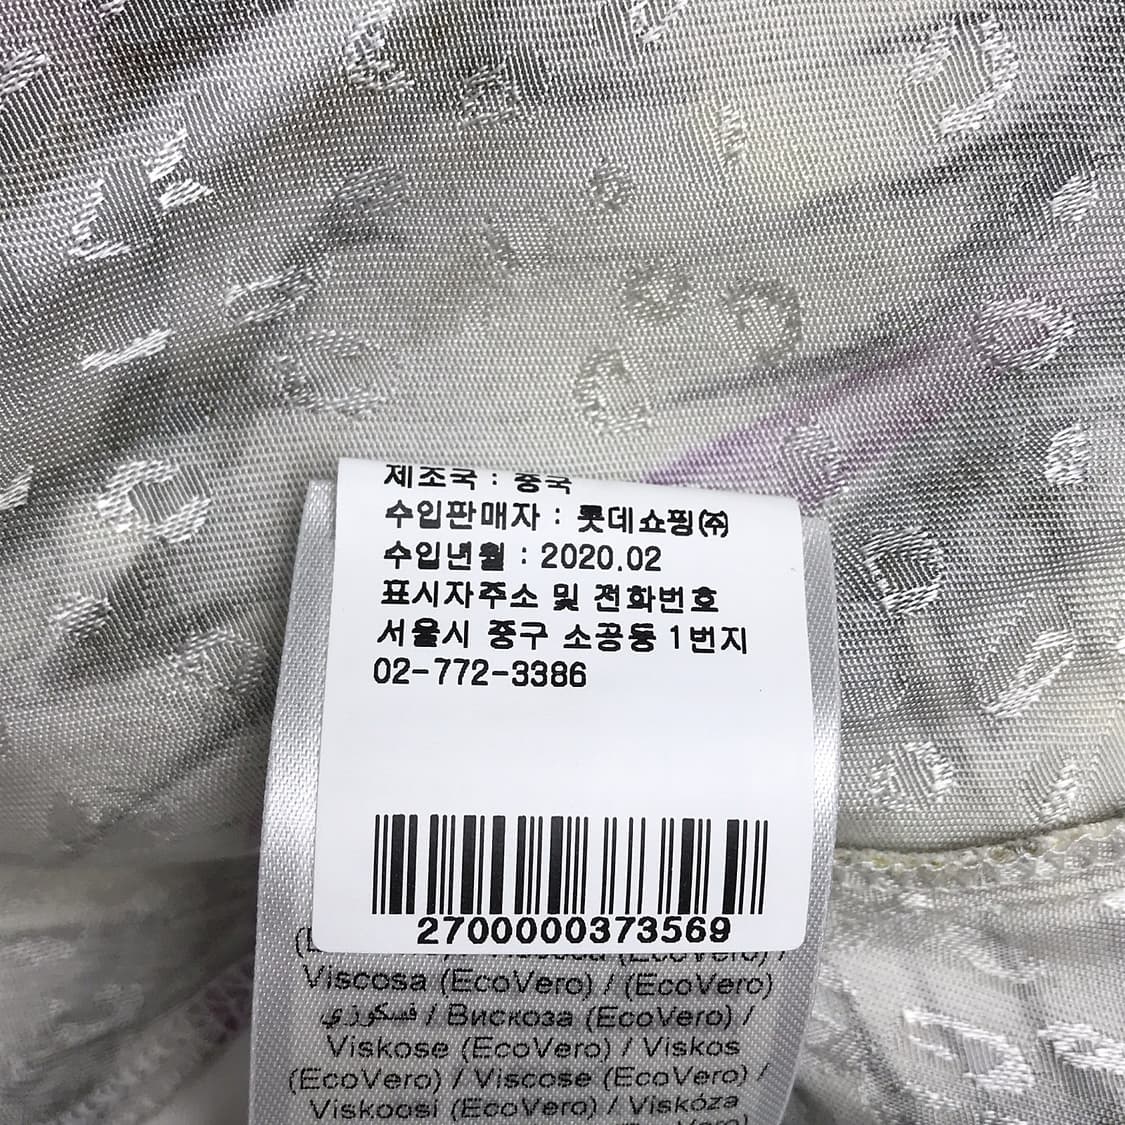 제조국 : 중국
수입판매자 : 롯데쇼핑(주)
수입년월 : 2020.02
표시자주소 및 전화번호
서울시 중구 소공동 1번지
02-772-3386
2700000373569
Viscosa (EcoVero) / (EcoVero)
فسكوزي / Вискоза (EcoVero) /
Viskose (EcoVero) / Viskos
(EcoVero) / Viscose (EcoVero) /
Viskoosi (EcoVero) / Viskóza